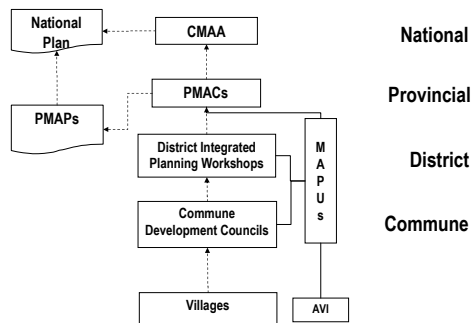 National
Plan
CMAA
National
PMACs
Provincial
PMAPs
District Integrated
Planning Workshops
M
A
P
U
s
District
Commune
Development Councils
Commune
Villages
AVI